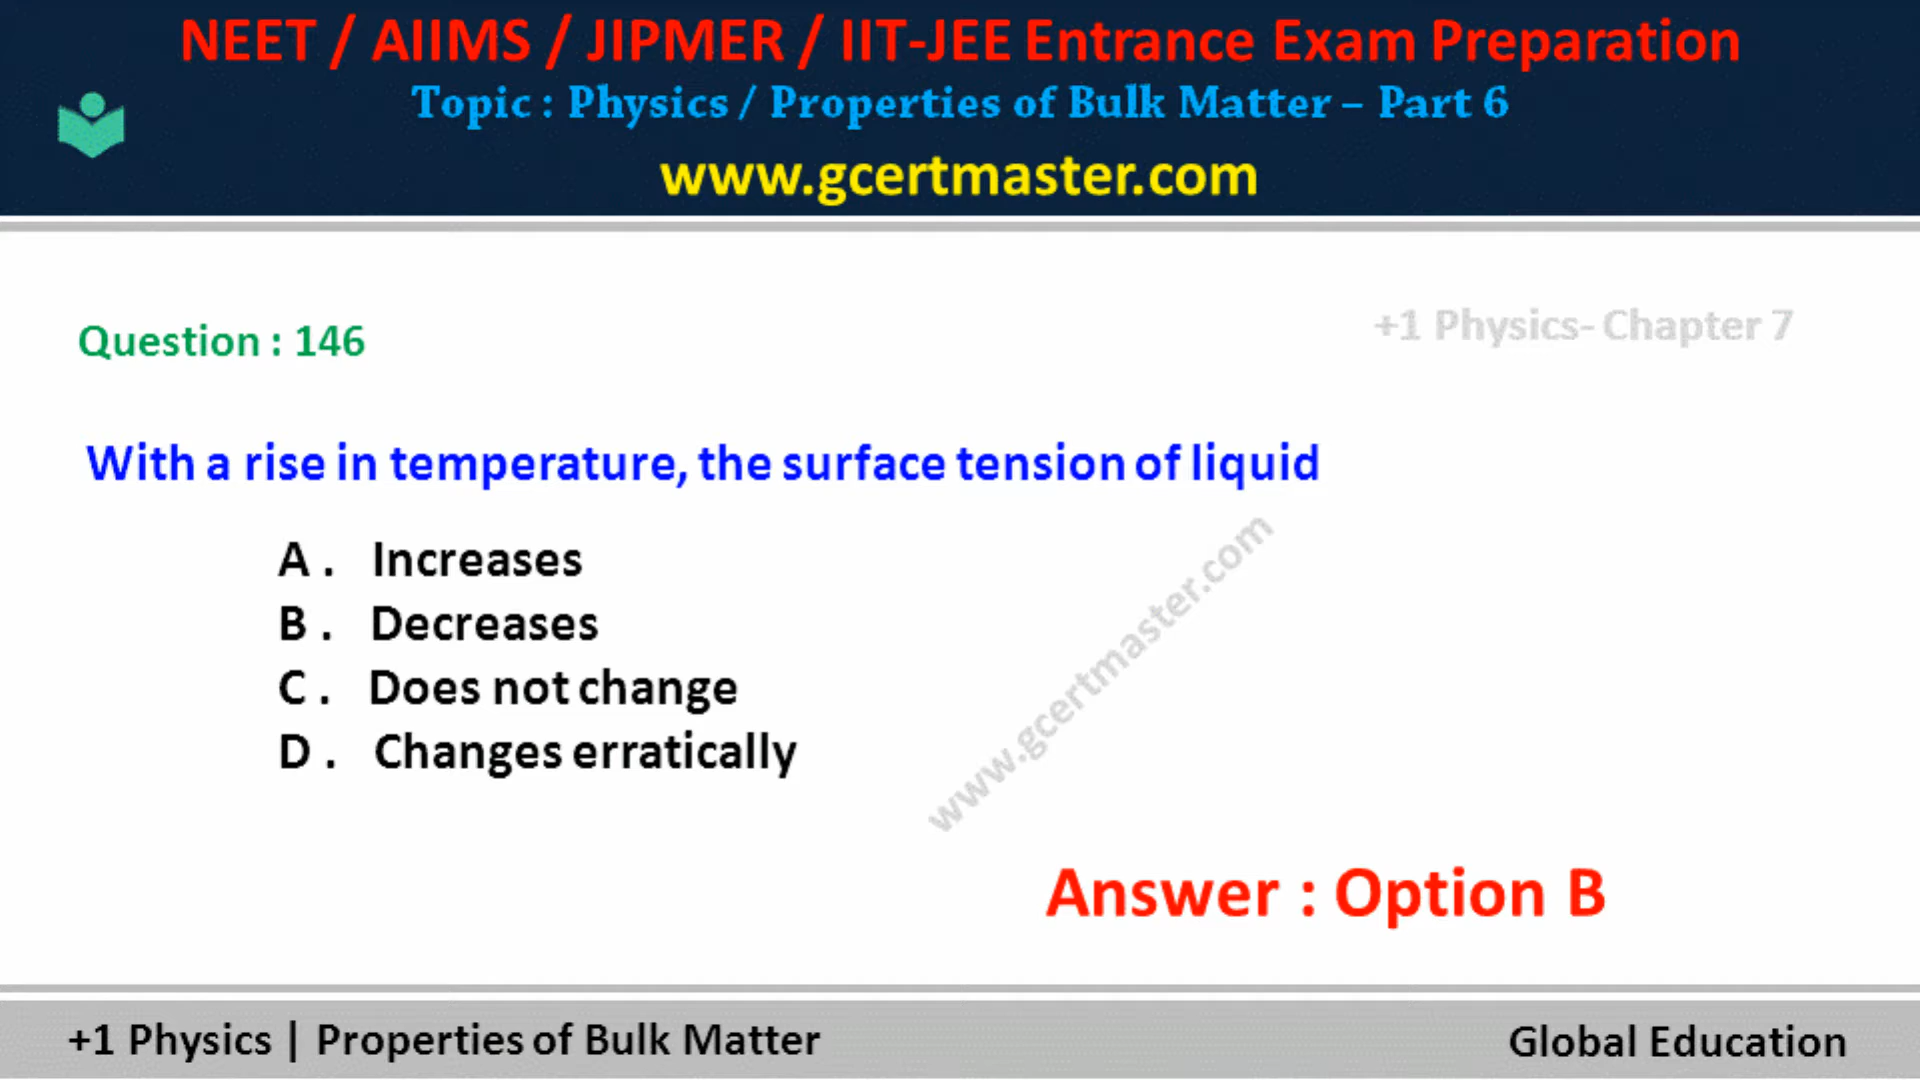 NEET / AIIMS / JIPMER / IIT-JEE Entrance Exam Preparation
Topic : Physics / Properties of Bulk Matter – Part 6
www.gcertmaster.com
+1 Physics- Chapter 7
Question : 146
With a rise in temperature, the surface tension of liquid
A . Increases
B . Decreases
C . Does not change
D . Changes erratically
www.gcertmaster.com
Answer : Option B
+1 Physics | Properties of Bulk Matter
Global Education